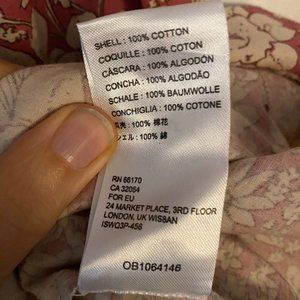 SHELL : 100% COTTON
COQUILLE : 100% COTON
CÁSCARA : 100% ALGODÓN
CONCHA : 100% ALGODÃO
SCHALE : 100% BAUMWOLLE
CONCHIGLIA : 100% COTONE
100% 棉花
シェル : 100% 綿
RN 66170
CA 32054
FOR EU
24 MARKET PLACE, 3RD FLOOR
LONDON, UK WIS8AN
ISWQ3P-456
OB1064146